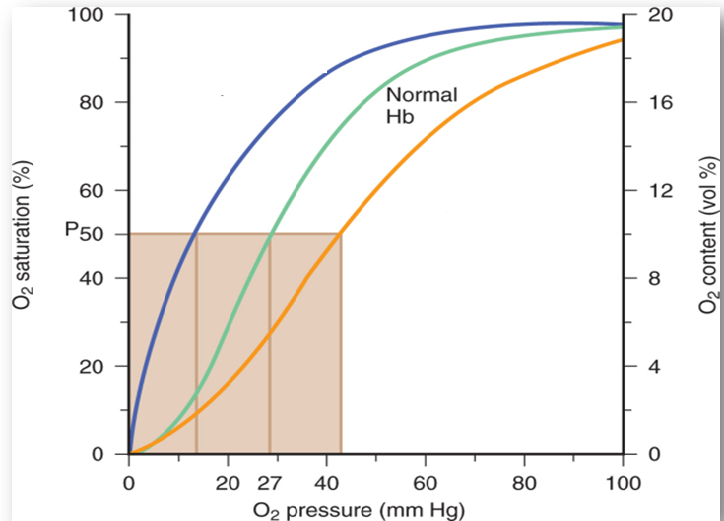 100
80
60
P50
40
20
0
O2 saturation (%)
Normal
Hb
20
16
12
8
4
0
O2 content (vol %)
0 20 27 40 60 80 100
O2 pressure (mm Hg)